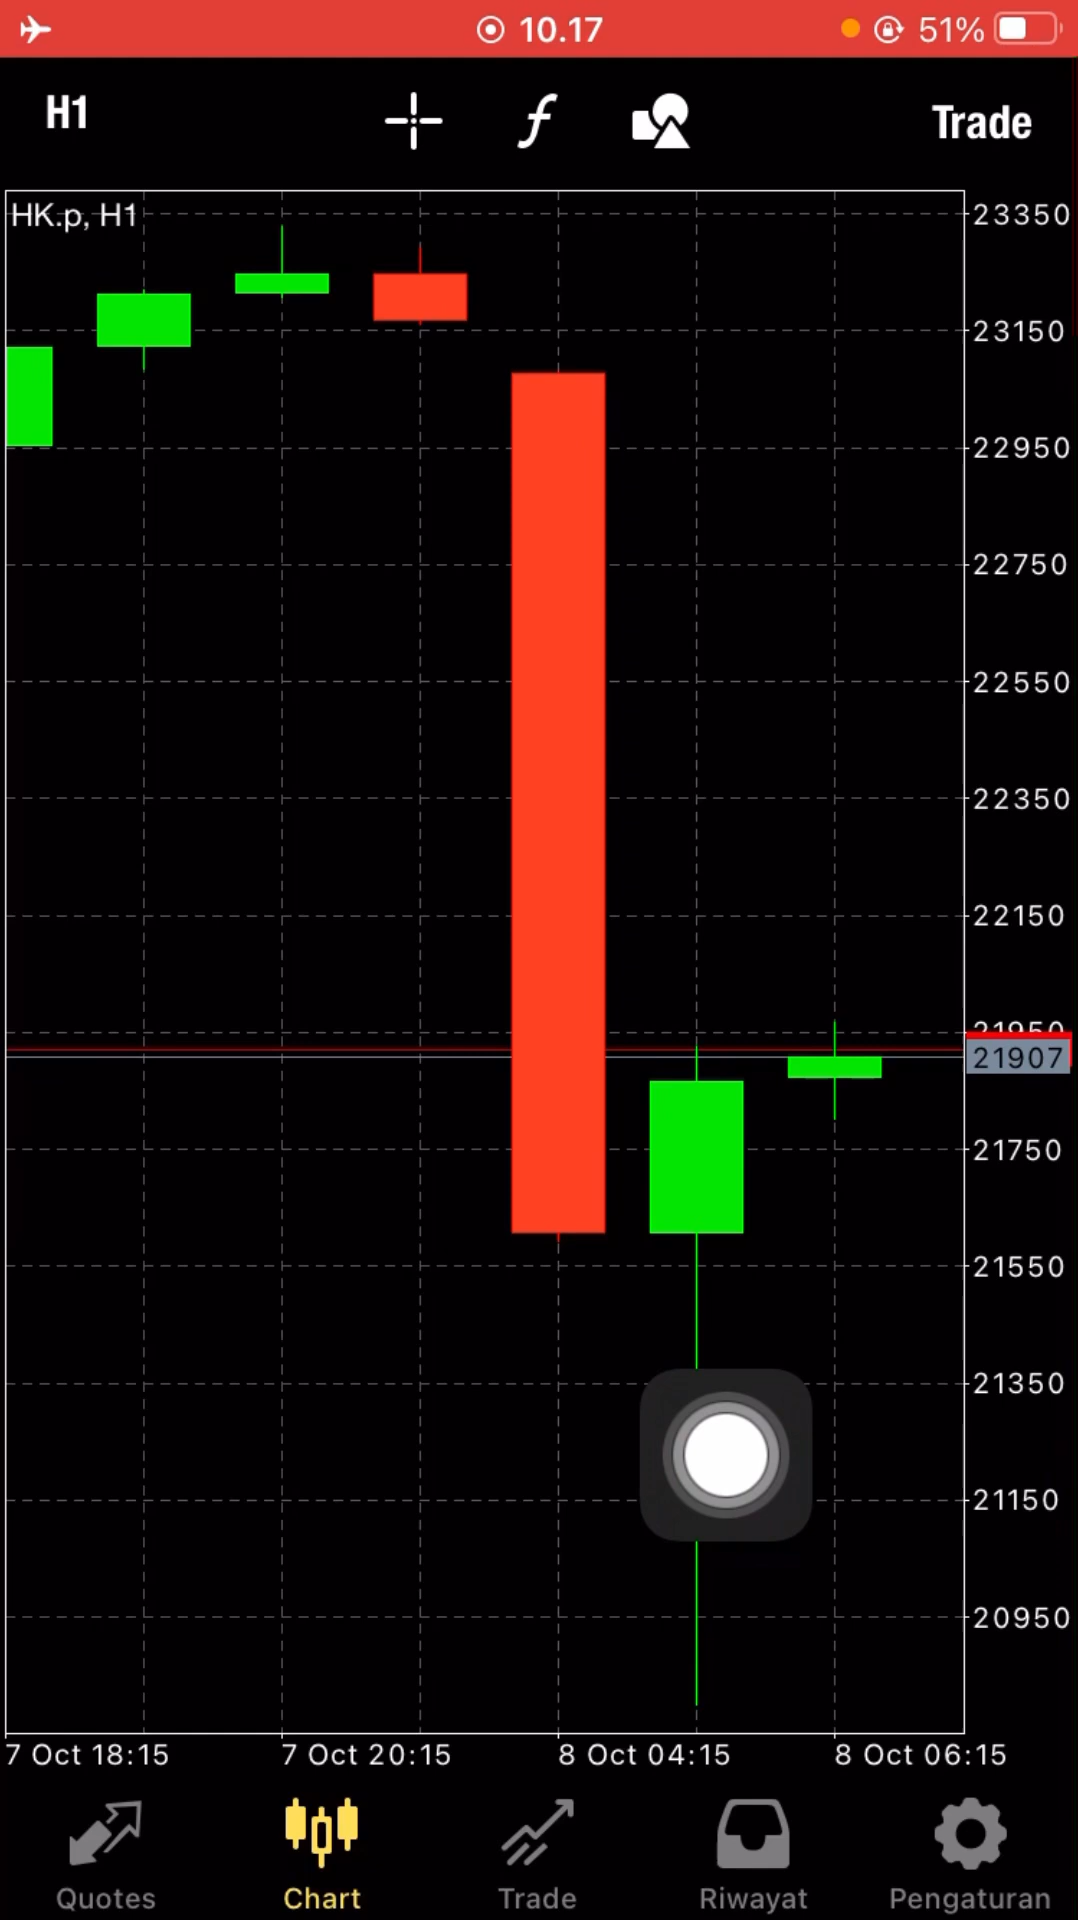 10.17
51%
H1
f
Trade
HK.p, H1
23350
23150
22950
22750
22550
22350
22150
21950
21907
21750
21550
21350
21150
20950
7 Oct 18:15
7 Oct 20:15
8 Oct 04:15
8 Oct 06:15
Quotes
Chart
Trade
Riwayat
Pengaturan